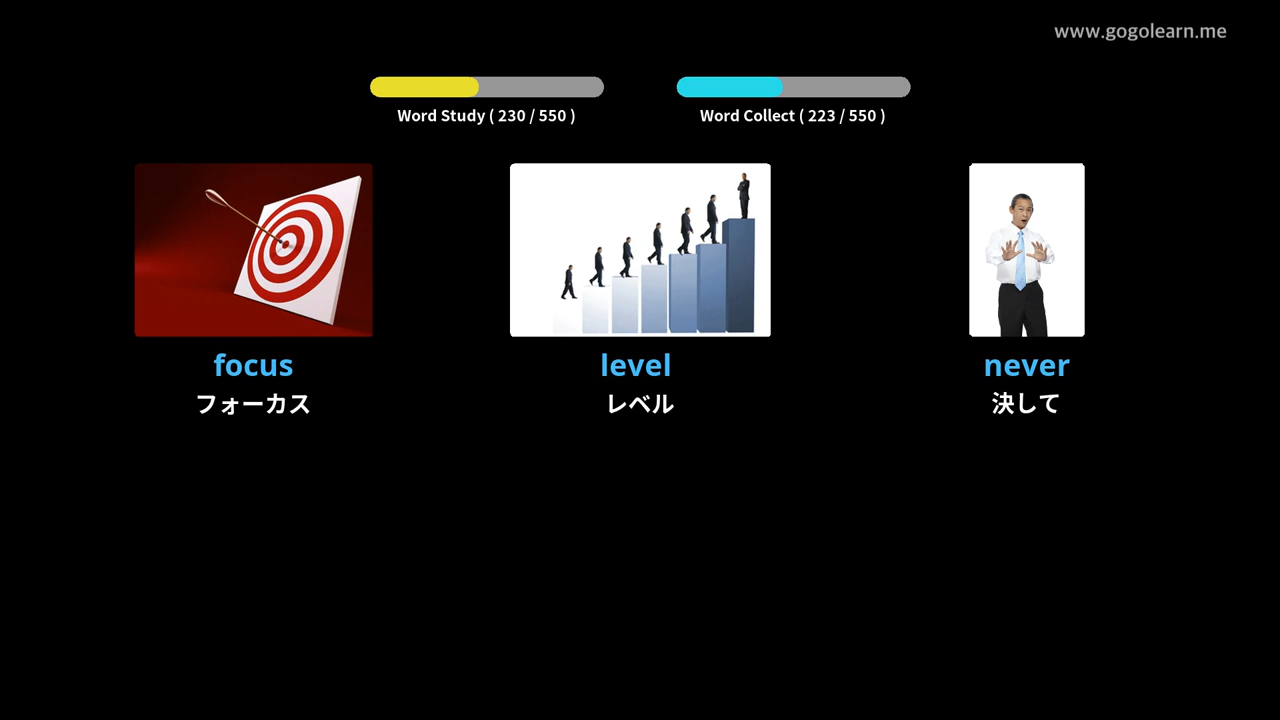 www.gogolearn.me
Word Study ( 230 / 550 )
Word Collect ( 223 / 550 )
focus
フォーカス
level
レベル
never
決して